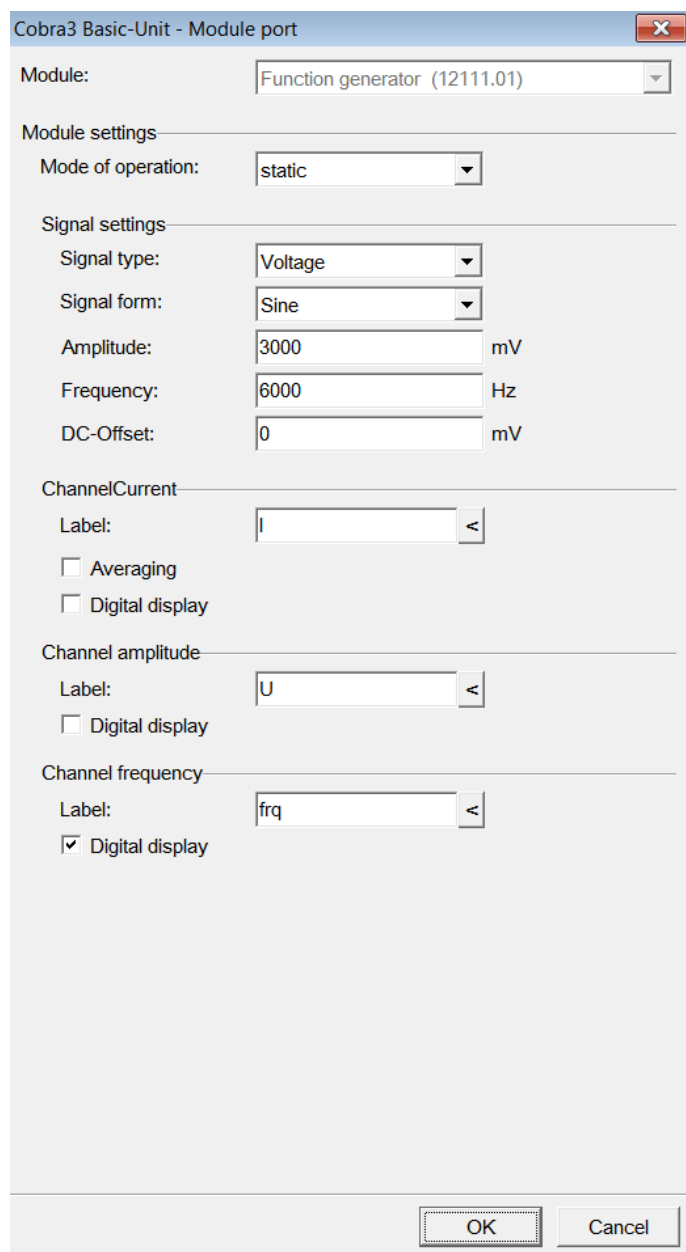 Cobra3 Basic-Unit - Module port
Module: Function generator (12111.01)
Module settings
Mode of operation: static
Signal settings
Signal type: Voltage
Signal form: Sine
Amplitude: 3000 mV
Frequency: 6000 Hz
DC-Offset: 0 mV
ChannelCurrent
Label: I <
Averaging
Digital display
Channel amplitude
Label: U <
Digital display
Channel frequency
Label: frq <
Digital display
OK Cancel